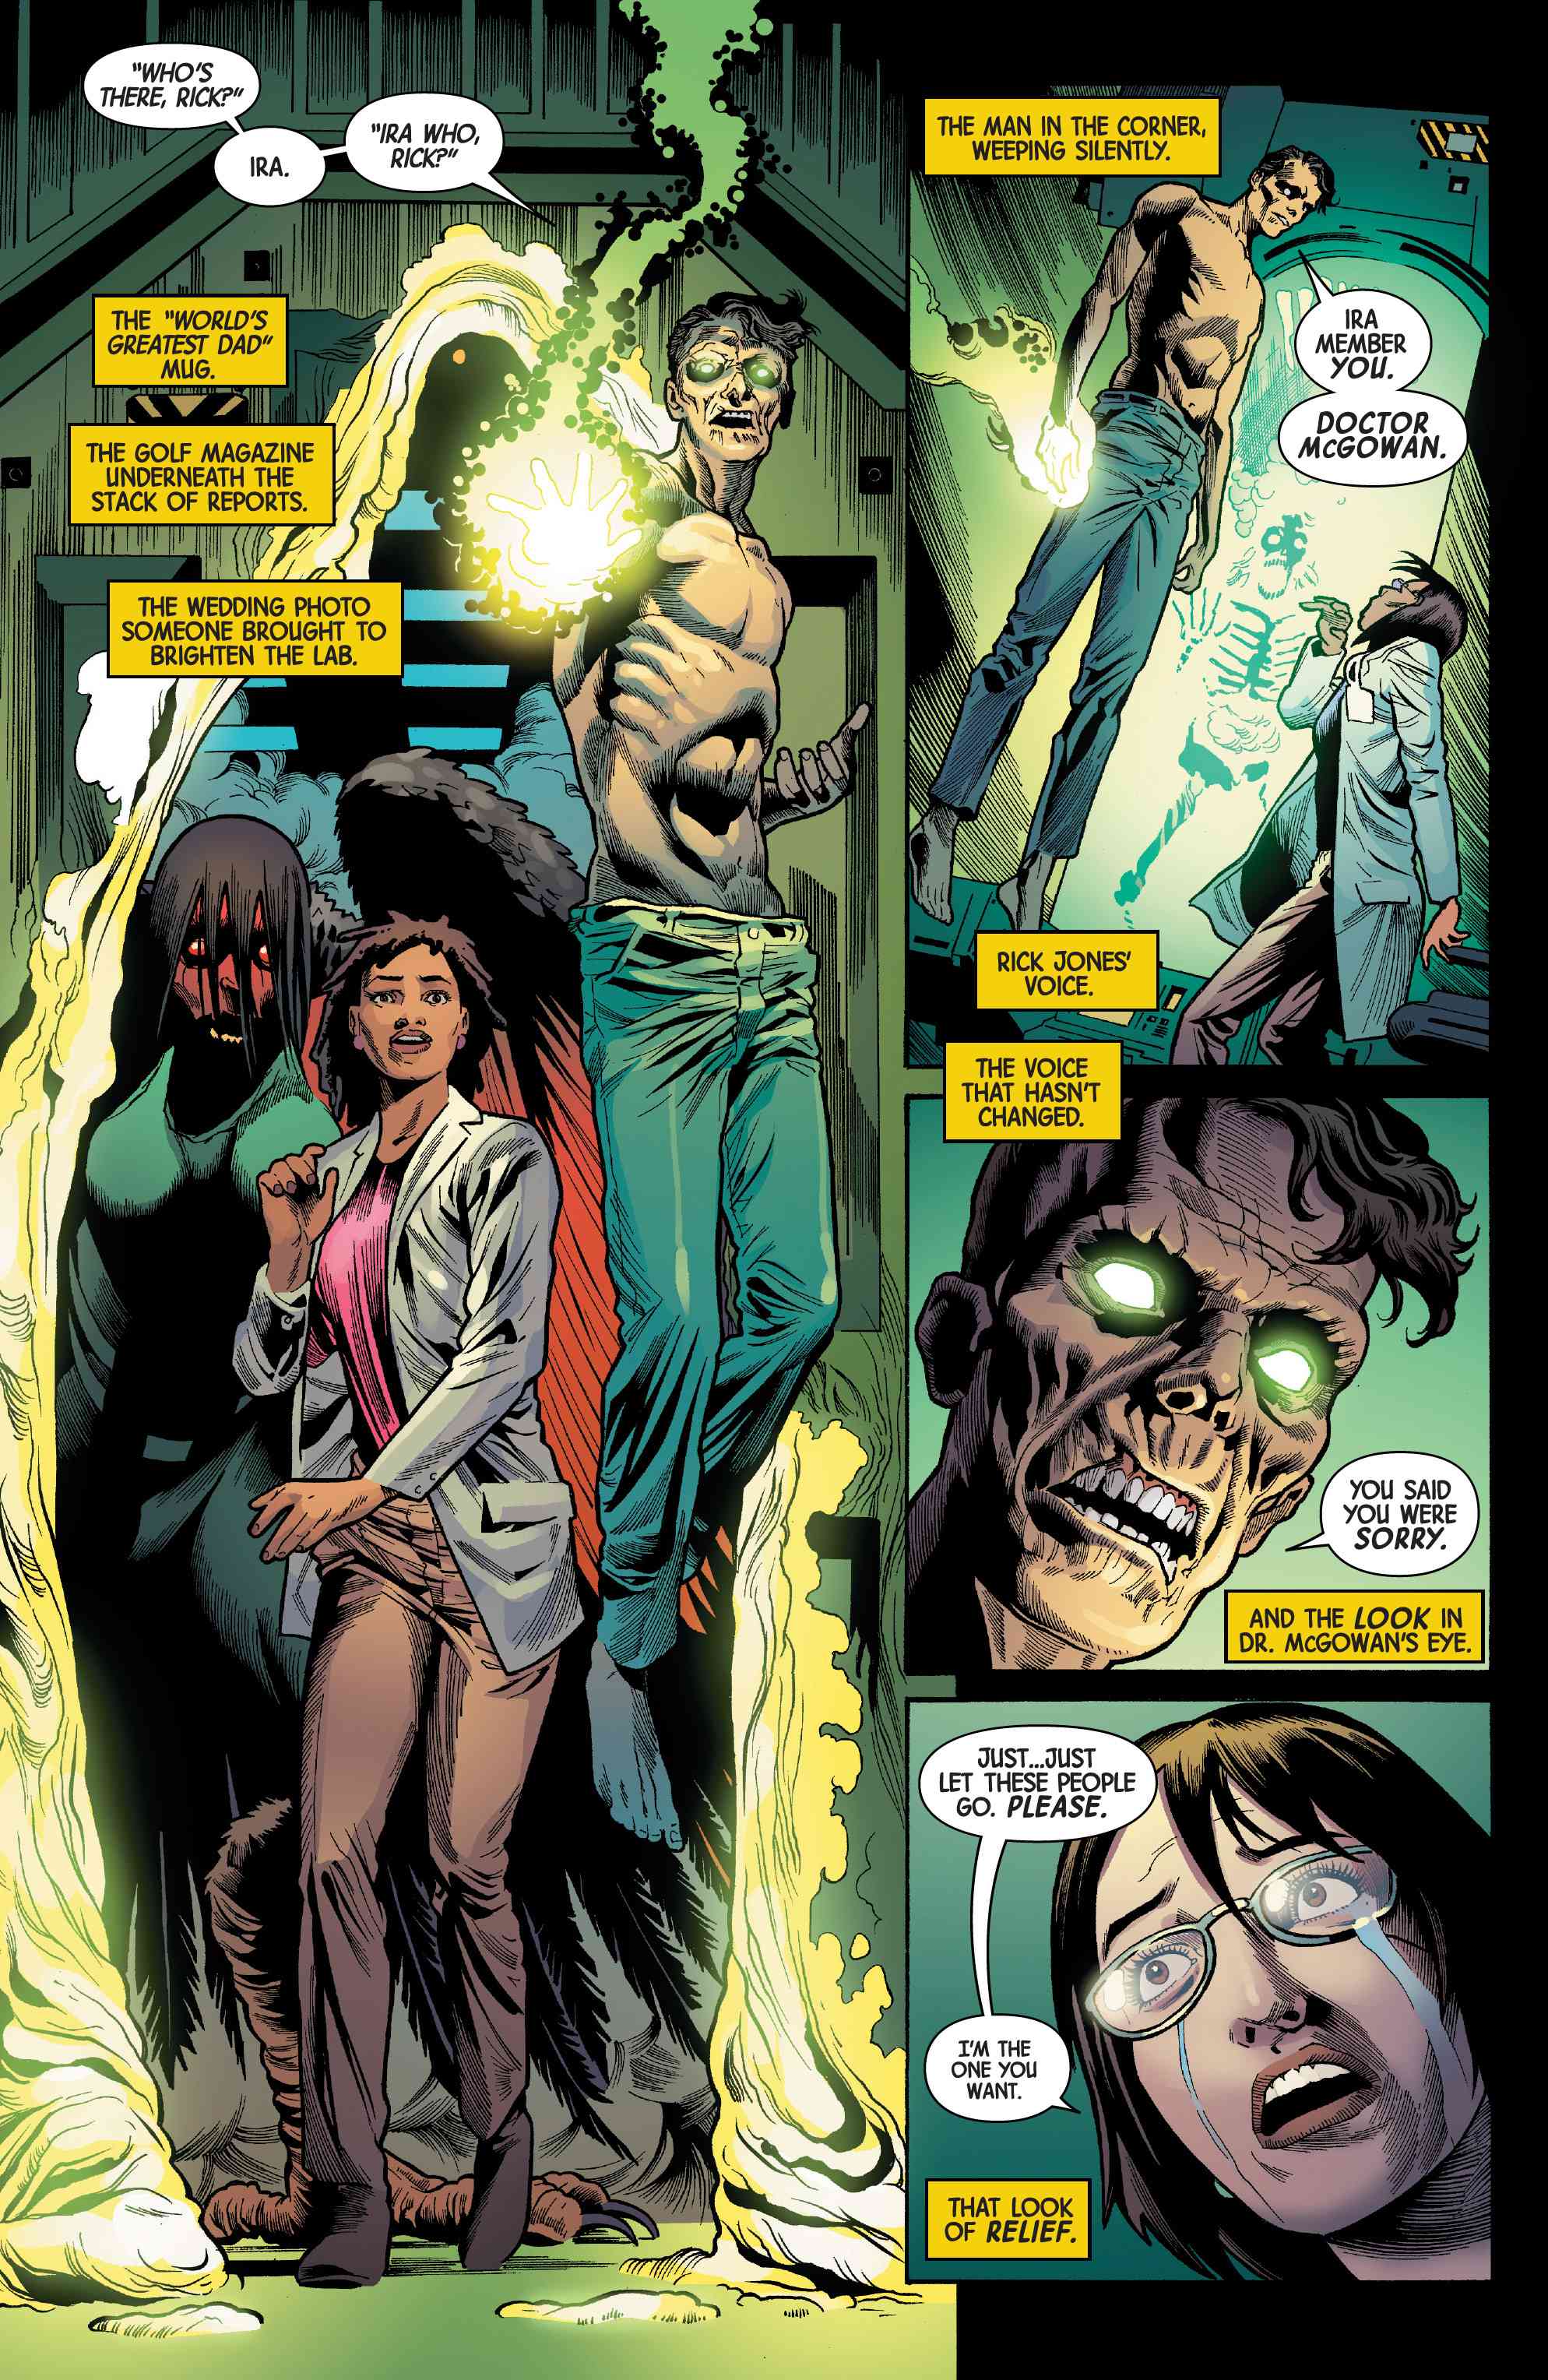 "WHO'S
THERE, RICK?"
IRA.
"IRA WHO,
RICK?"
THE "WORLD'S
GREATEST DAD"
MUG.
THE GOLF MAGAZINE
UNDERNEATH THE
STACK OF REPORTS.
THE WEDDING PHOTO
SOMEONE BROUGHT TO
BRIGHTEN THE LAB.
THE MAN IN THE CORNER,
WEEPING SILENTLY.
IRA
MEMBER
YOU.
DOCTOR
McGOWAN.
RICK JONES'
VOICE.
THE VOICE
THAT HASN'T
CHANGED.
YOU SAID
YOU WERE
SORRY.
AND THE LOOK IN
DR. McGOWAN'S EYE.
JUST...JUST
LET THESE PEOPLE
GO. PLEASE.
I'M THE
ONE YOU
WANT.
THAT LOOK
OF RELIEF.